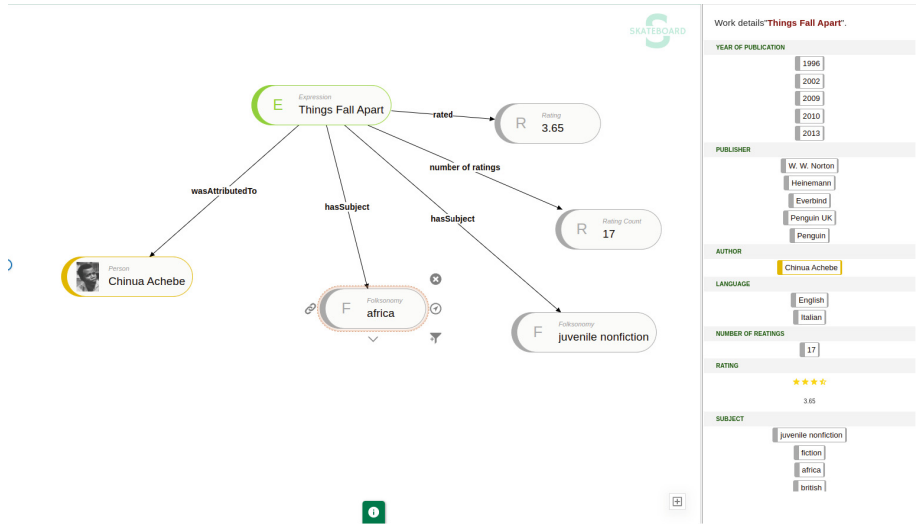 SKATEBOARD
E
Expression
Things Fall Apart
rated
R
Rating
3.65
number of ratings
wasAttributedTo
hasSubject
hasSubject
R
Rating Count
17
Person
Chinua Achebe
F
Folksonomy
africa
F
Folksonomy
juvenile nonfiction
Work details"Things Fall Apart".
YEAR OF PUBLICATION
1996
2002
2009
2010
2013
PUBLISHER
W. W. Norton
Heinemann
Everbind
Penguin UK
Penguin
AUTHOR
Chinua Achebe
LANGUAGE
English
Italian
NUMBER OF REATINGS
17
RATING
3.65
SUBJECT
juvenile nonfiction
fiction
africa
british